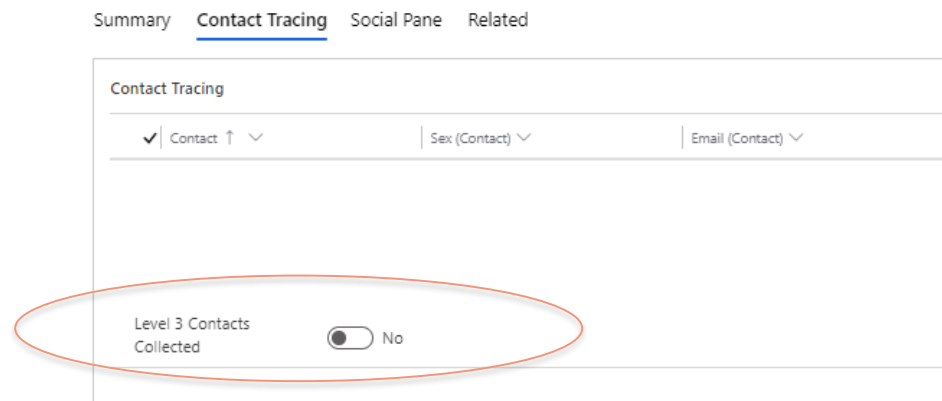 Summary Contact Tracing Social Pane Related
Contact Tracing
Contact Sex (Contact) Email (Contact)
Level 3 Contacts
Collected
No